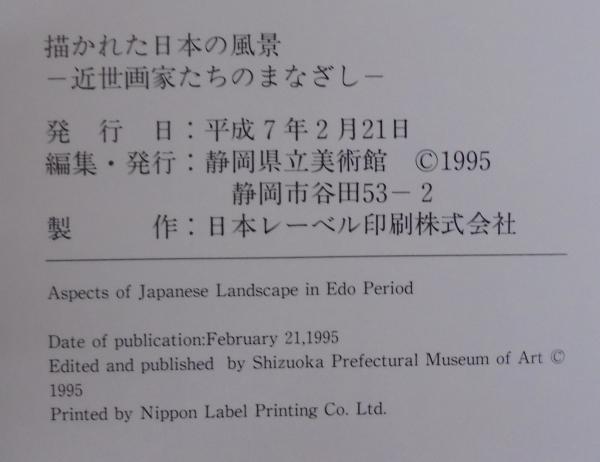 描かれた日本の風景
－近世画家たちのまなざし－
発　行　日：平成７年２月21日
編集・発行：静岡県立美術館　©1995
静岡市谷田53－2
製　　　作：日本レーベル印刷株式会社
Aspects of Japanese Landscape in Edo Period
Date of publication:February 21,1995
Edited and published by Shizuoka Prefectural Museum of Art ©
1995
Printed by Nippon Label Printing Co. Ltd.